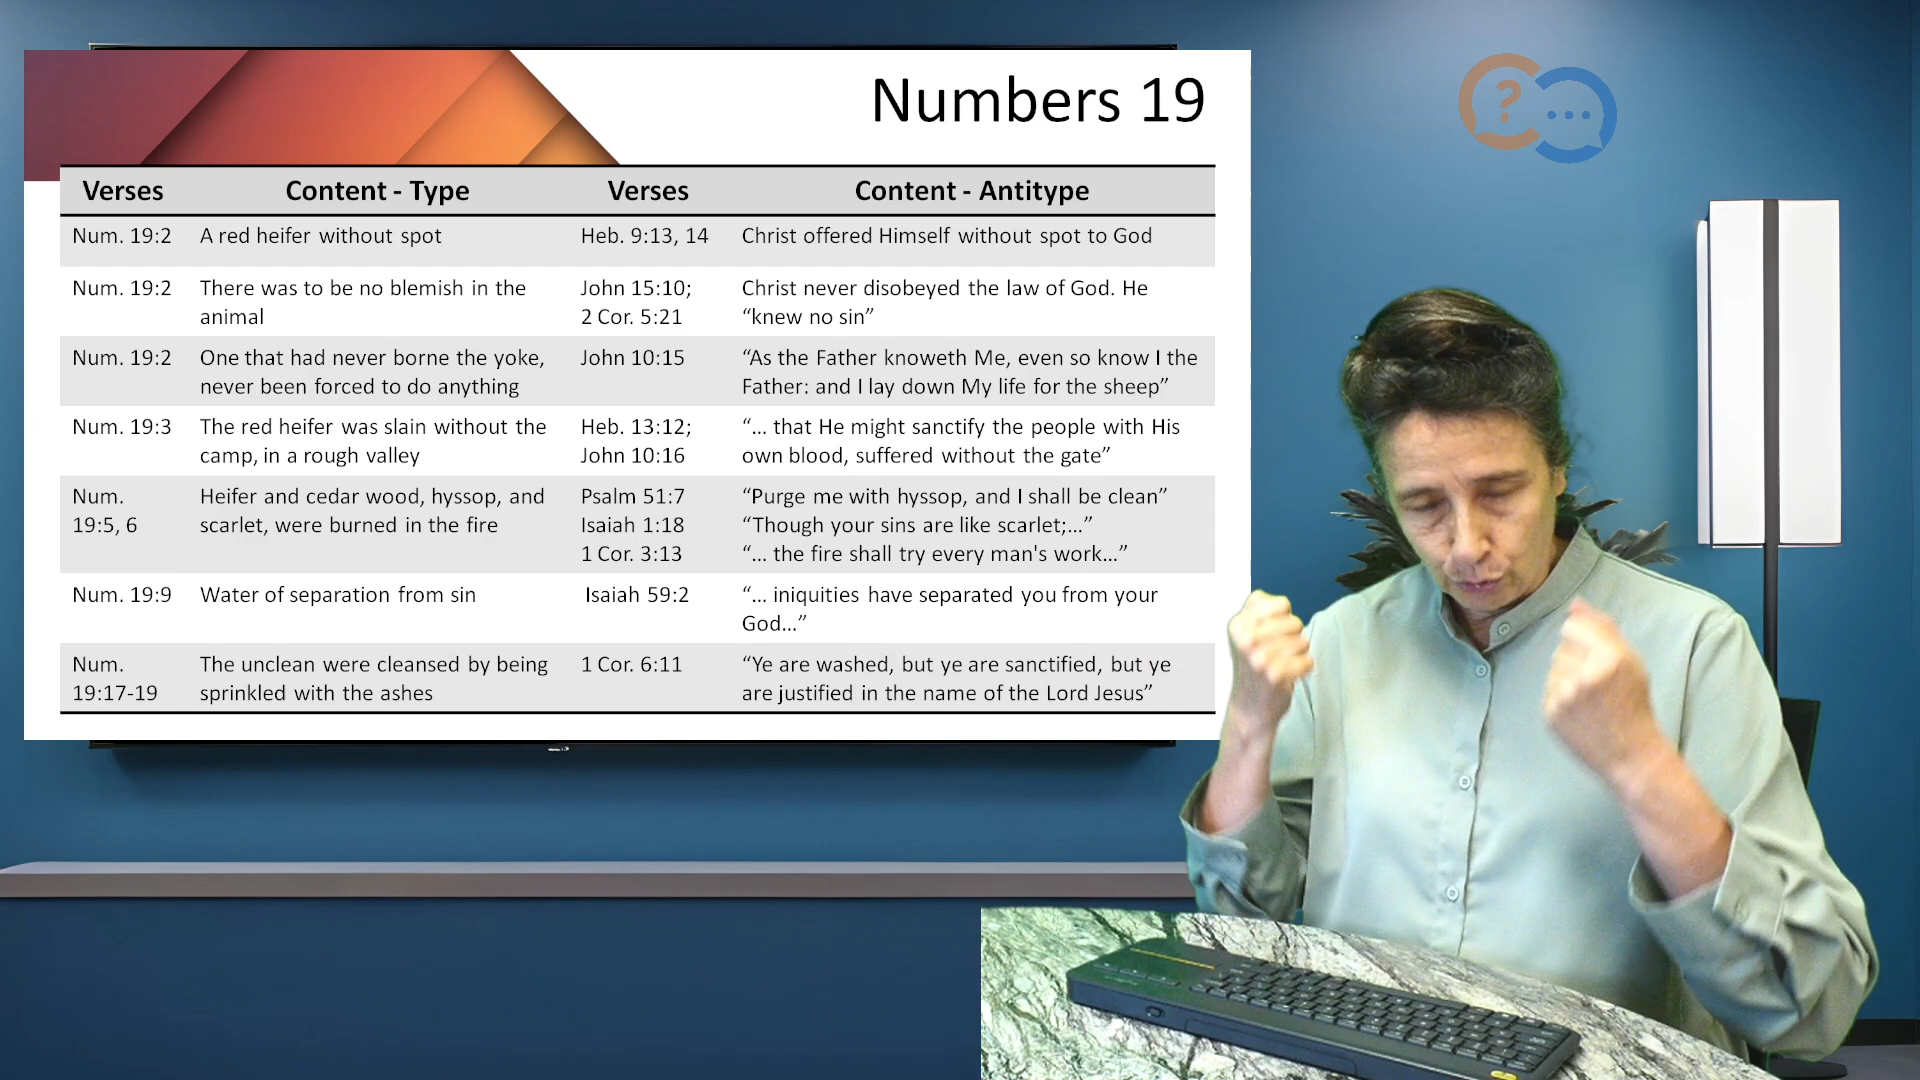 Numbers 19
Verses Content - Type Verses Content - Antitype
Num. 19:2 A red heifer without spot Heb. 9:13, 14 Christ offered Himself without spot to God
Num. 19:2 There was to be no blemish in the John 15:10; Christ never disobeyed the law of God. He
animal 2 Cor. 5:21 “knew no sin”
Num. 19:2 One that had never borne the yoke, John 10:15 “As the Father knoweth Me, even so know I the
never been forced to do anything Father: and I lay down My life for the sheep”
Num. 19:3 The red heifer was slain without the Heb. 13:12; “... that He might sanctify the people with His
camp, in a rough valley John 10:16 own blood, suffered without the gate”
Num. Heifer and cedar wood, hyssop, and Psalm 51:7 “Purge me with hyssop, and I shall be clean”
19:5, 6 scarlet, were burned in the fire Isaiah 1:18 “Though your sins are like scarlet;...”
1 Cor. 3:13 “... the fire shall try every man's work...”
Num. 19:9 Water of separation from sin Isaiah 59:2 “... iniquities have separated you from your
God...”
Num. The unclean were cleansed by being 1 Cor. 6:11 “Ye are washed, but ye are sanctified, but ye
19:17-19 sprinkled with the ashes are justified in the name of the Lord Jesus”
?...